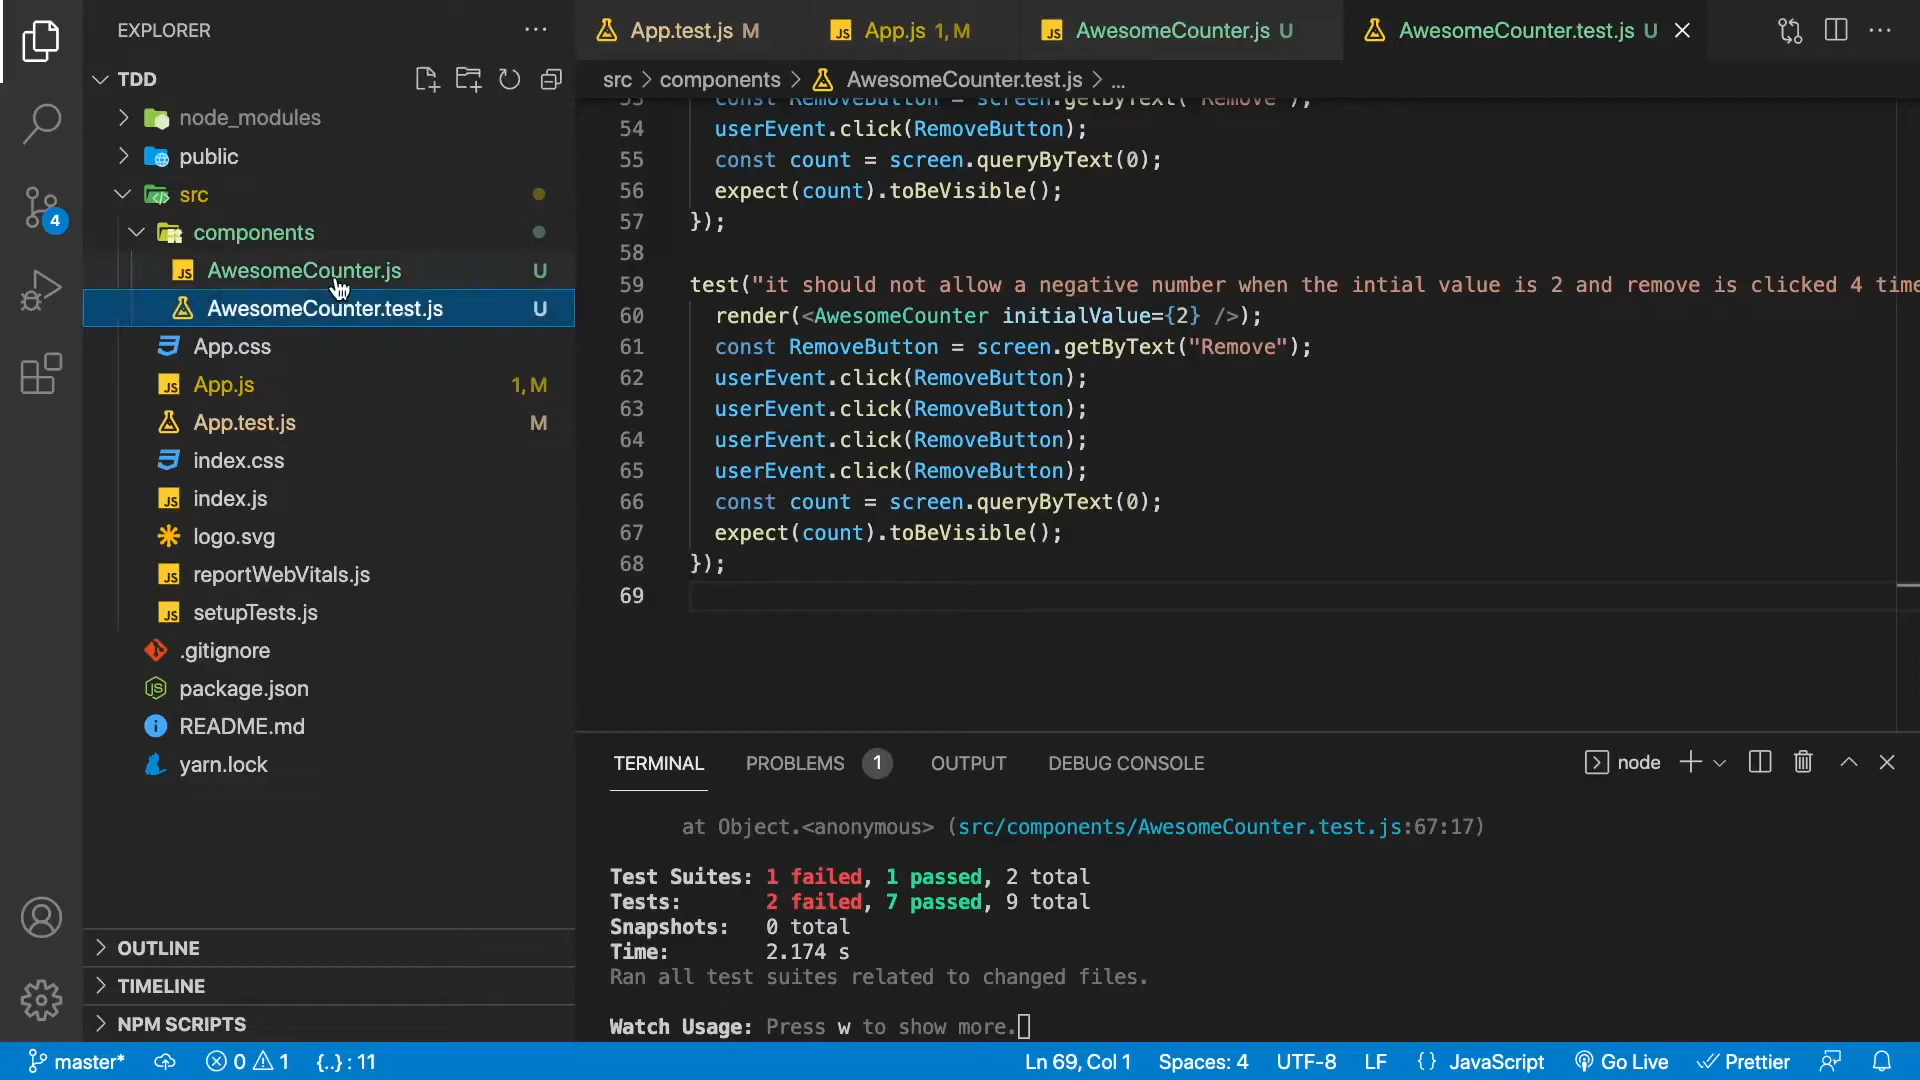 EXPLORER
TDD
node_modules
public
src
components
AwesomeCounter.js U
AwesomeCounter.test.js U
App.css
App.js 1, M
App.test.js M
index.css
index.js
logo.svg
reportWebVitals.js
setupTests.js
.gitignore
package.json
README.md
yarn.lock
OUTLINE
TIMELINE
NPM SCRIPTS
4
App.test.js M
App.js 1, M
AwesomeCounter.js U
AwesomeCounter.test.js U
src > components > AwesomeCounter.test.js > ...
53 const RemoveButton = screen.getByText("Remove");
54 userEvent.click(RemoveButton);
55 const count = screen.queryByText(0);
56 expect(count).toBeVisible();
57 });
58
59 test("it should not allow a negative number when the intial value is 2 and remove is clicked 4 time
60 render(<AwesomeCounter initialValue={2} />);
61 const RemoveButton = screen.getByText("Remove");
62 userEvent.click(RemoveButton);
63 userEvent.click(RemoveButton);
64 userEvent.click(RemoveButton);
65 userEvent.click(RemoveButton);
66 const count = screen.queryByText(0);
67 expect(count).toBeVisible();
68 });
69
TERMINAL PROBLEMS 1 OUTPUT DEBUG CONSOLE node
at Object.<anonymous> (src/components/AwesomeCounter.test.js:67:17)
Test Suites: 1 failed, 1 passed, 2 total
Tests: 2 failed, 7 passed, 9 total
Snapshots: 0 total
Time: 2.174 s
Ran all test suites related to changed files.
Watch Usage: Press w to show more.
master* 0 1 {..} : 11 Ln 69, Col 1 Spaces: 4 UTF-8 LF {} JavaScript Go Live Prettier